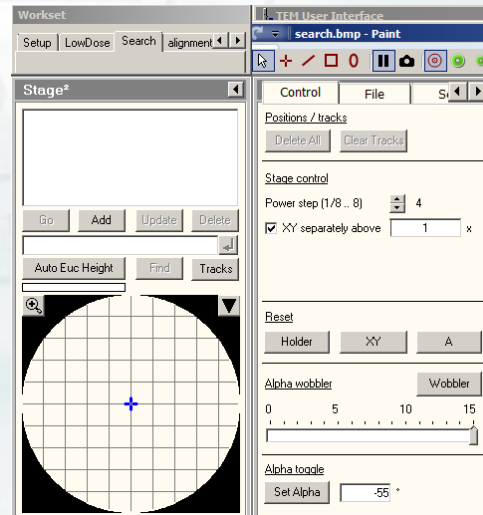 Workset
Setup LowDose Search alignment
Stage²
Go Add Update Delete
Auto Euc Height Find Tracks
TEM User Interface
search.bmp - Paint
Control File
Positions / tracks
Delete All Clear Tracks
Stage control
Power step (1/8 .. 8) 4
XY separately above 1 x
Reset
Holder XY A
Alpha wobbler Wobbler
0 5 10 15
Alpha toggle
Set Alpha -55 °